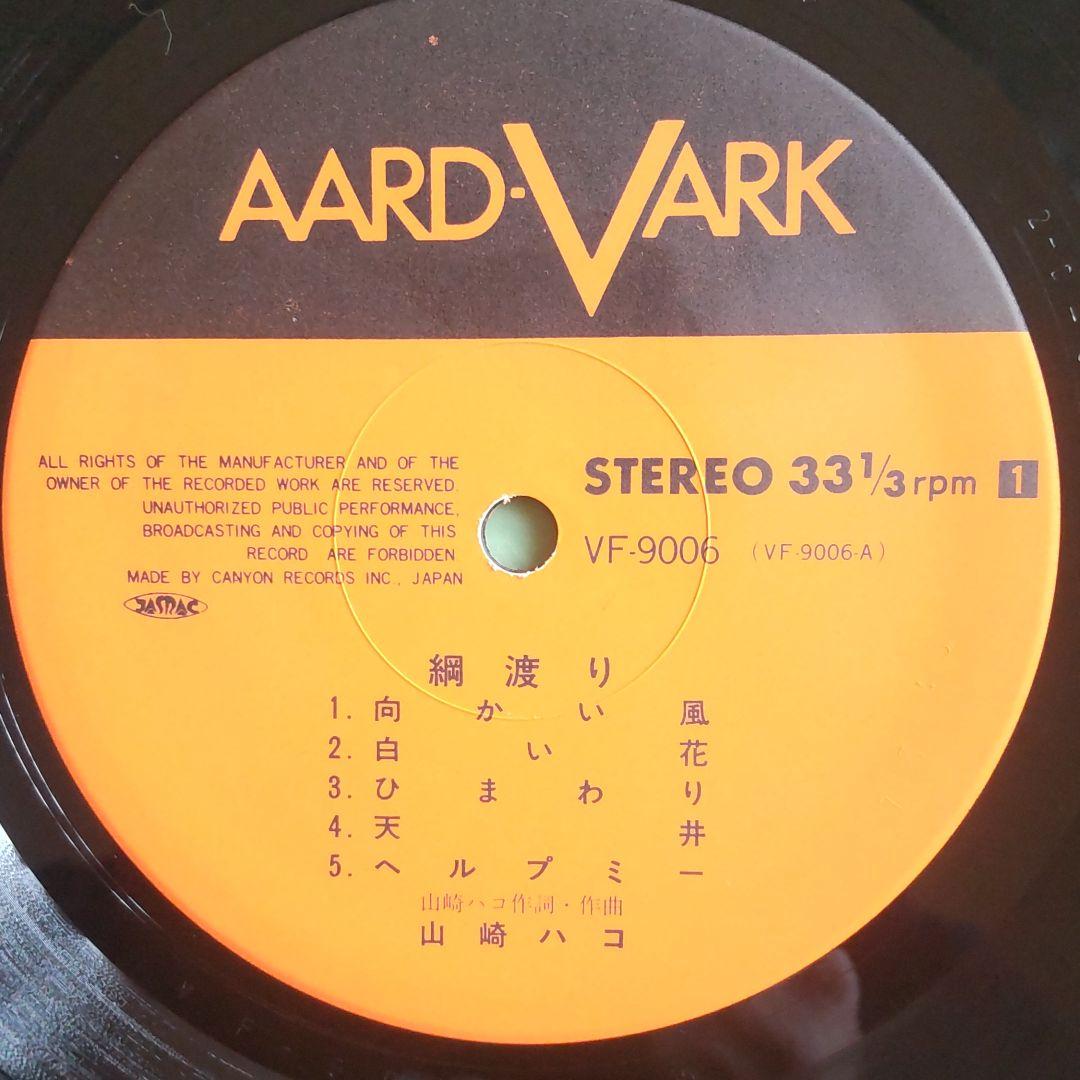 AARD-VARK
ALL RIGHTS OF THE MANUFACTURER AND OF THE
OWNER OF THE RECORDED WORK ARE RESERVED.
UNAUTHORIZED PUBLIC PERFORMANCE,
BROADCASTING AND COPYING OF THIS
RECORD ARE FORBIDDEN.
MADE BY CANYON RECORDS INC., JAPAN
JASRAC
STEREO 33 1/3 rpm 1
VF-9006 (VF-9006-A)
綱渡り
1. 向かい風
2. 白い花
3. ひまわり
4. 天井
5. ヘルプミー
山崎ハコ作詞・作曲
山崎ハコ